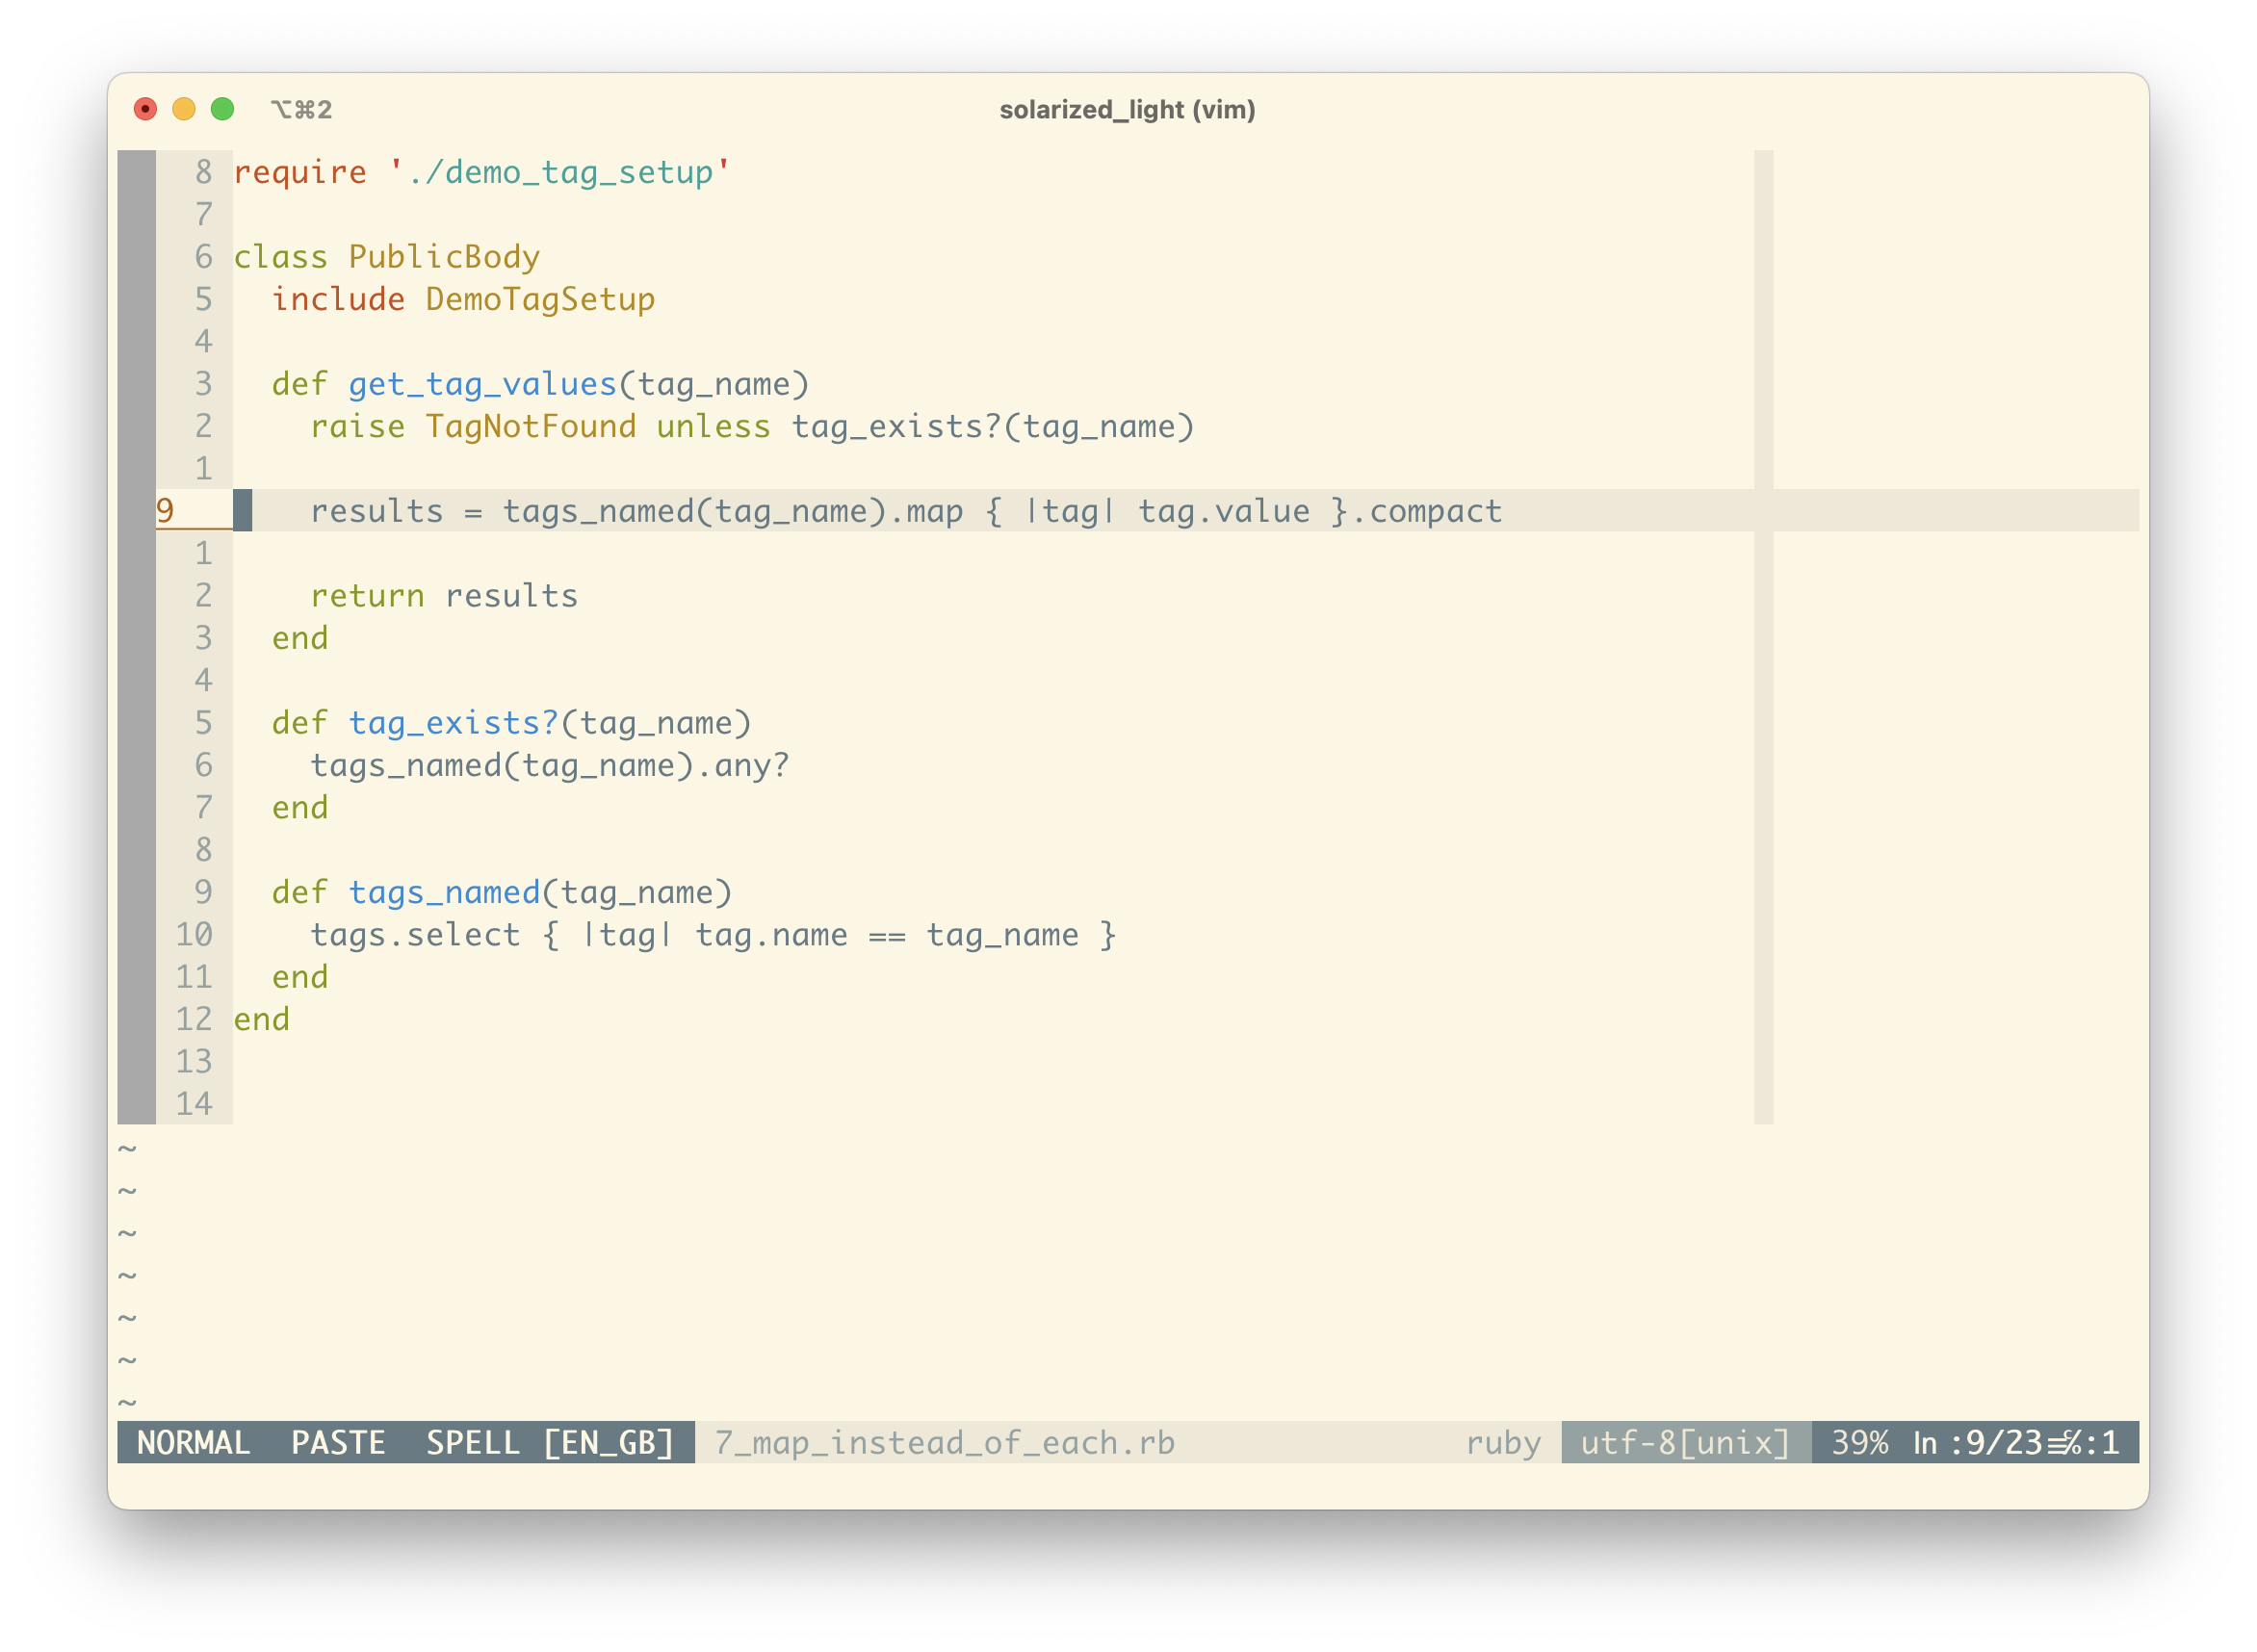 ⌥⌘2 solarized_light (vim)
8 require './demo_tag_setup'
7
6 class PublicBody
5   include DemoTagSetup
4
3   def get_tag_values(tag_name)
2     raise TagNotFound unless tag_exists?(tag_name)
1
9     results = tags_named(tag_name).map { |tag| tag.value }.compact
1
2     return results
3   end
4
5   def tag_exists?(tag_name)
6     tags_named(tag_name).any?
7   end
8
9   def tags_named(tag_name)
10     tags.select { |tag| tag.name == tag_name }
11   end
12 end
13
14
~
~
~
~
~
~
~
NORMAL PASTE SPELL [EN_GB] 7_map_instead_of_each.rb ruby utf-8[unix] 39% ln :9/23≡℅:1